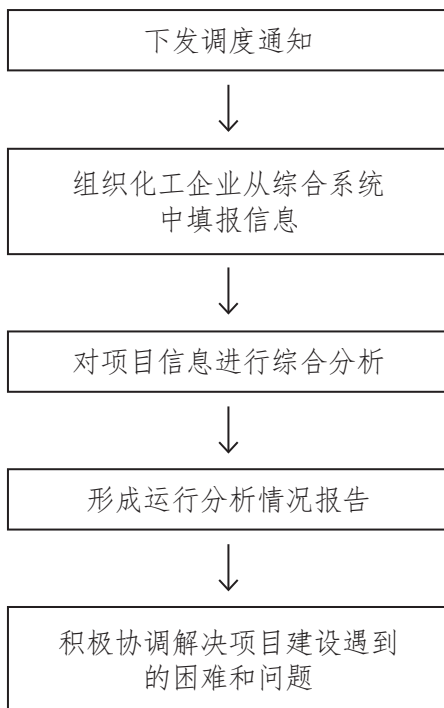 下发调度通知
组织化工企业从综合系统
中填报信息
对项目信息进行综合分析
形成运行分析情况报告
积极协调解决项目建设遇到
的困难和问题